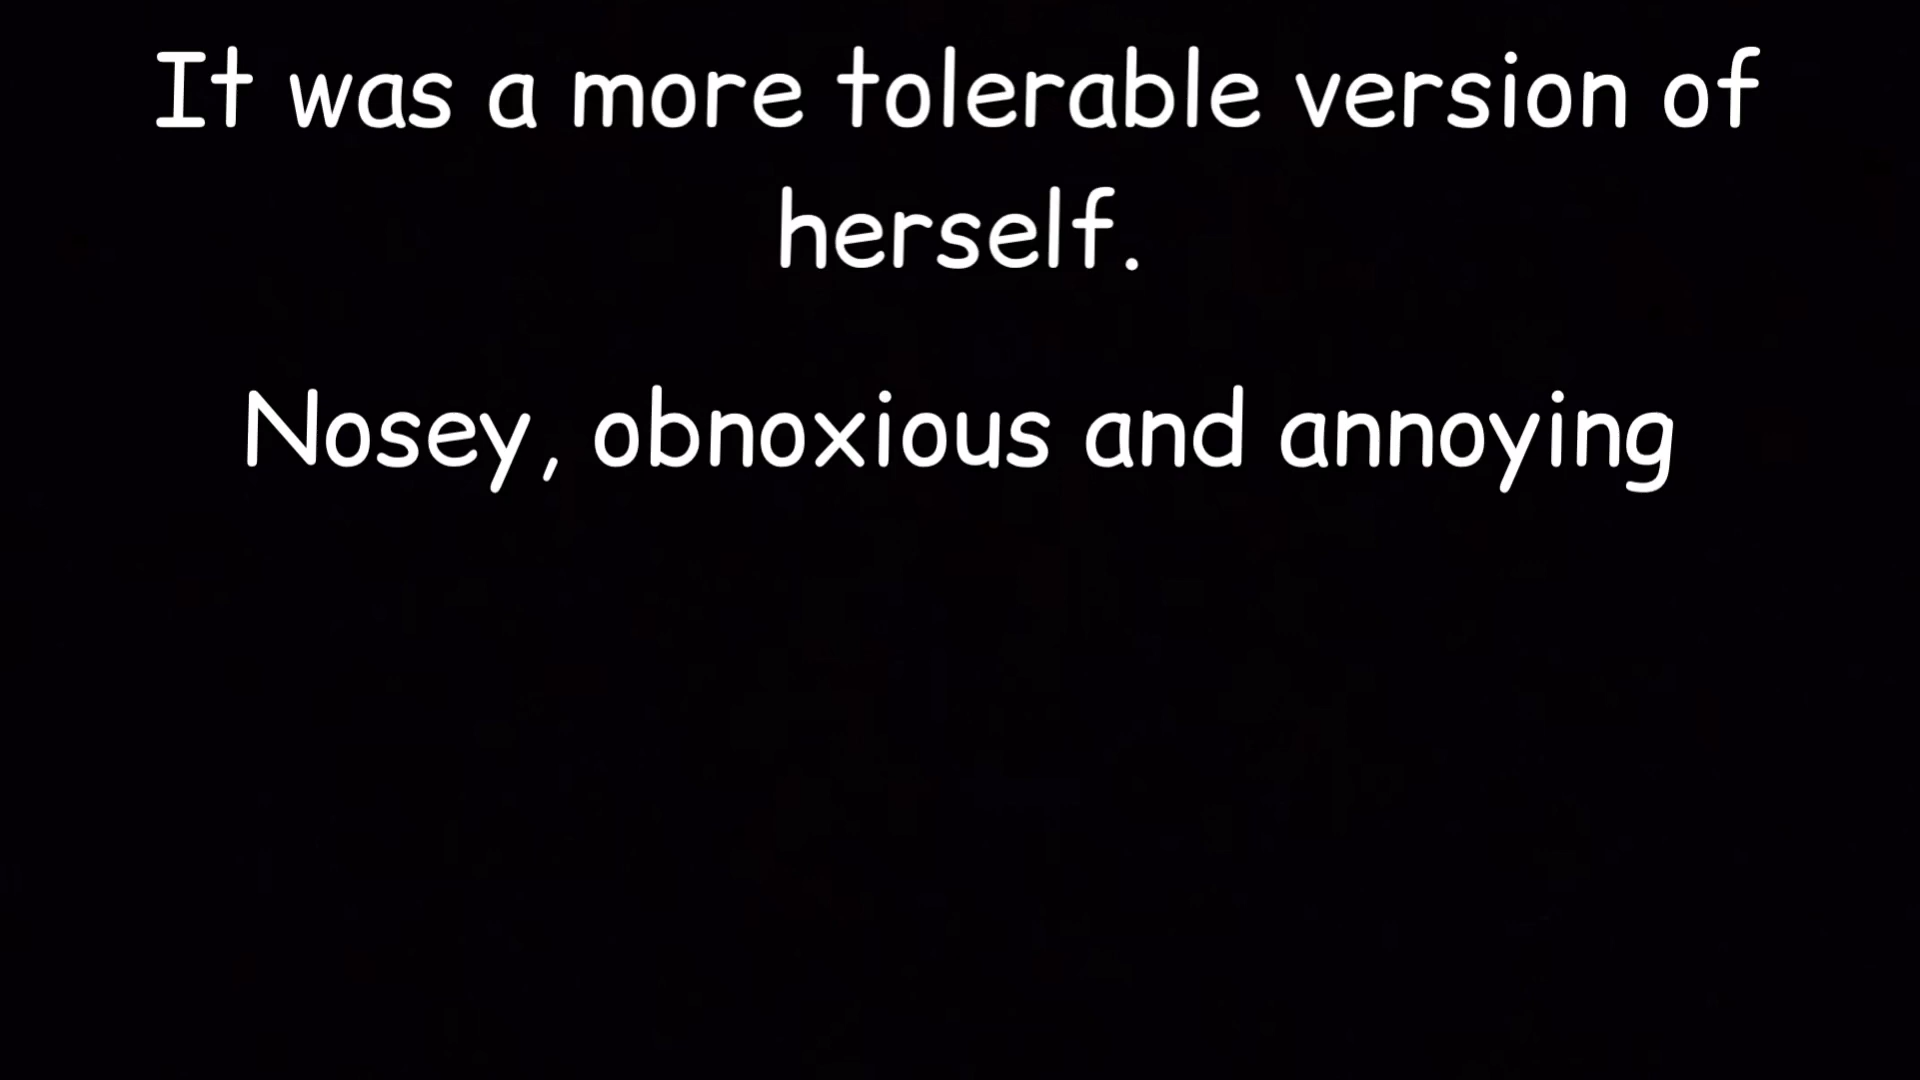 It was a more tolerable version of
herself.
Nosey, obnoxious and annoying